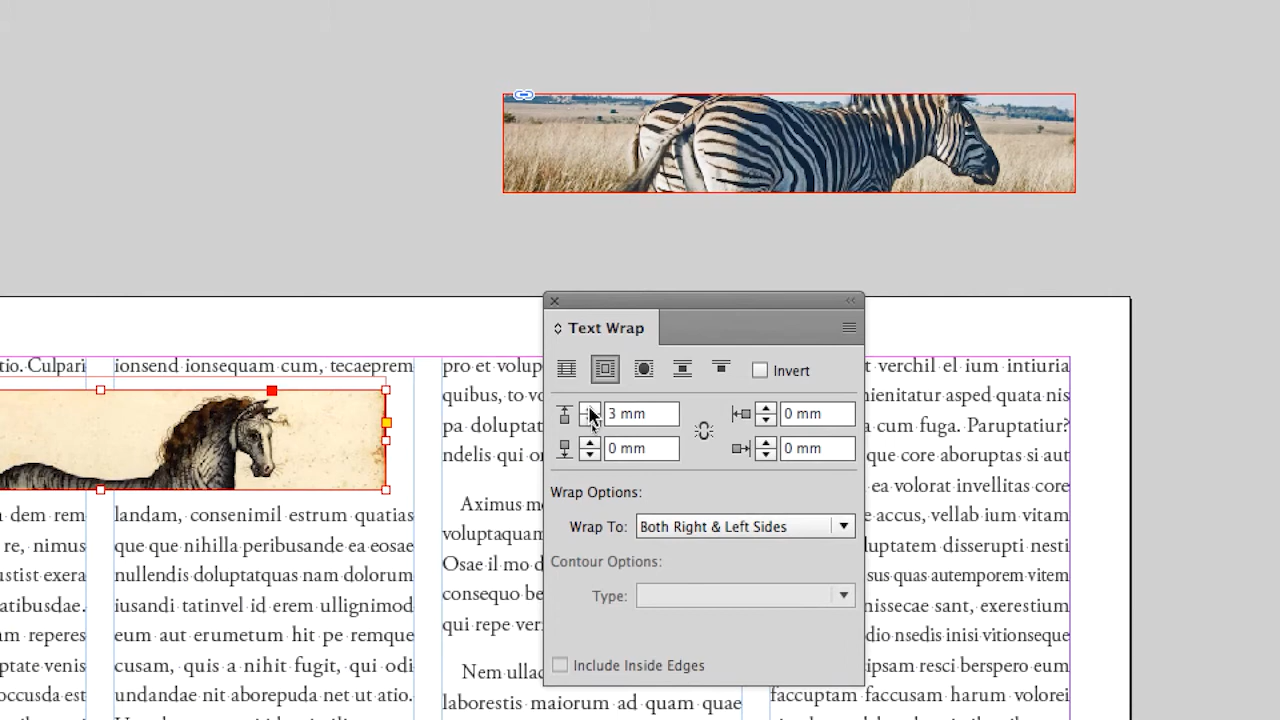 Text Wrap
Invert
3 mm
0 mm
0 mm
0 mm
Wrap Options:
Wrap To: Both Right & Left Sides
Contour Options:
Type:
Include Inside Edges
tio. Culpari
dem rem
re, nimus
exera
atibusdae.
reperes
venis
est
ionsend ionsequam cum, tecaeprem
landam, consenimil estrum quatias
que que nihilla peribusande ea eosae
nullendis doluptatquas nam dolorum
iusandi tatinvel id erem ullignimod
eum aut erumetum hit pe remque
cusam, quis a nihit fugit, qui odi
undandae nit aborepuda net ut atio.
pro et volup
quibus, to vo
pa doluptat
ndelis qui o
Aximus mo
voluptaquam
Osae il mo d
consequo be
qui repe ver
Nem ullac
laborestis maiorum ad quam quae
t verchil el ium intiuria
nienitatur asped quata nis
a cum fuga. Paruptatiur?
que core aboriatus si aut
ea volorat invellitas core
e accus, vellab ium vitam
luptatem disserupti nesti
sus quas autemporem vitem
nissecae sant, exerestium
dio nsedis inisi vitionseque
ipsam resci berspero eum
faccuptam faccusam harum volorei